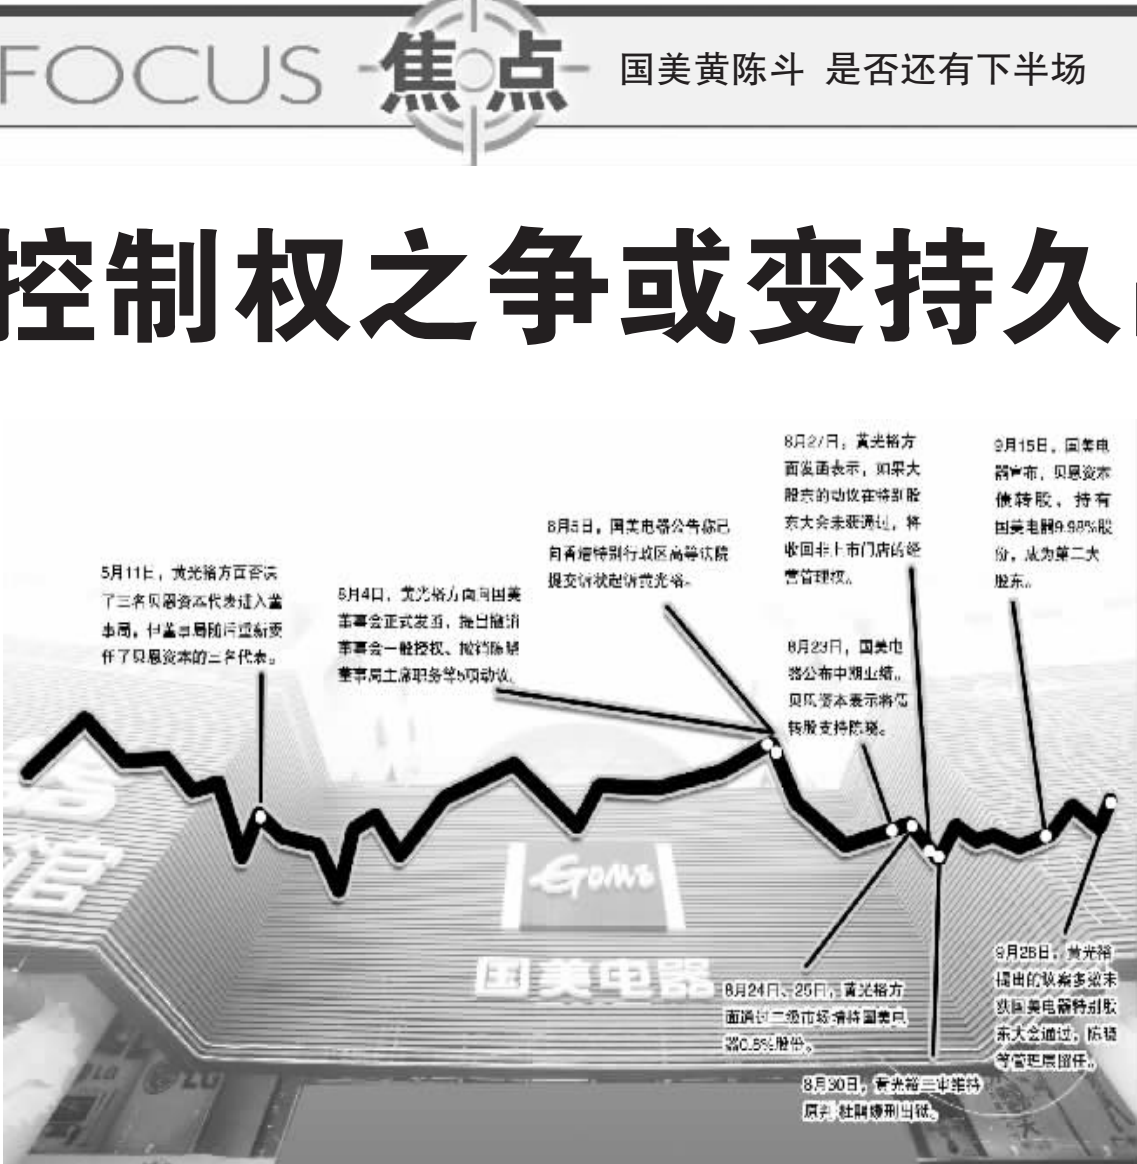 FOCUS 焦点 国美黄陈斗 是否还有下半场
控制权之争或变持久
5月11日，黄光裕方面否决
了三名贝恩资本代表进入董
事局，但董事局随后重新委
任了贝恩资本的三名代表。
8月4日，黄光裕方面向国美
董事会正式发函，提出撤销
董事会一般授权、撤销陈晓
董事局主席职务等5项动议。
8月5日，国美电器公告称已
向香港特别行政区高等法院
提交诉状起诉黄光裕。
8月27日，黄光裕方
面发函表示，如果大
股东的动议在特别股
东大会未获通过，将
收回非上市门店的经
营管理权。
8月23日，国美电
器公布中期业绩。
贝恩资本表示将债
转股支持陈晓。
9月15日，国美电
器宣布，贝恩资本
债转股，持有
国美电器9.98%股
份，成为第二大
股东。
GOME
国美电器
馆
LG
8月24日、25日，黄光裕方
面通过二级市场增持国美电
器0.8%股份。
8月30日，黄光裕二审维持
原判 杜鹃缓刑出狱。
9月28日，黄光裕
提出的议案多数未
获国美电器特别股
东大会通过，陈晓
等管理层留任。